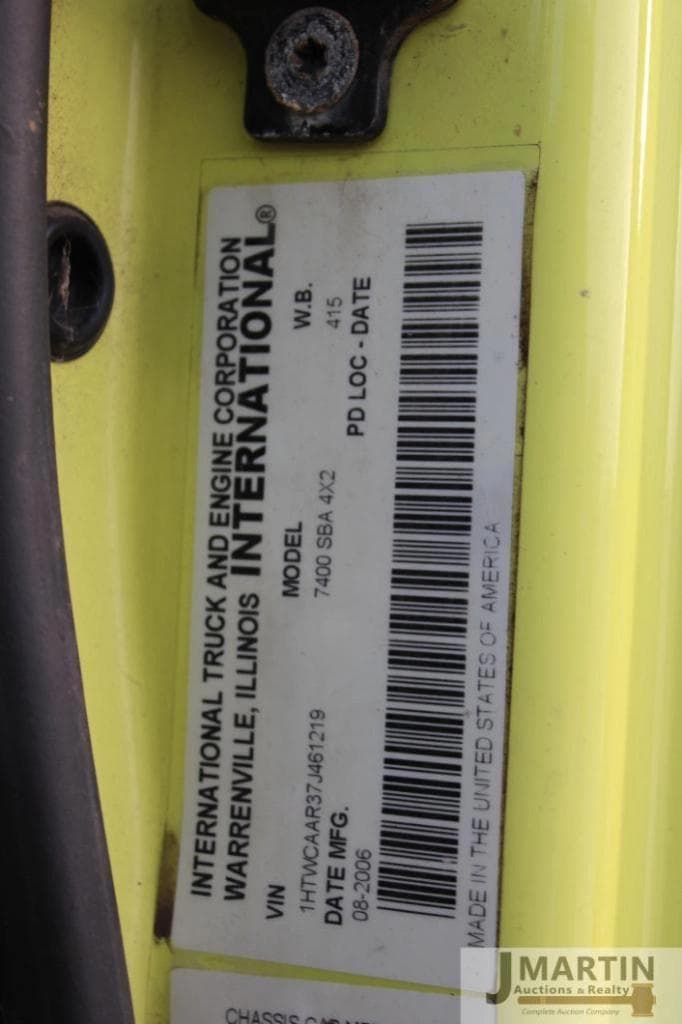 INTERNATIONAL TRUCK AND ENGINE CORPORATION
WARRENVILLE, ILLINOIS INTERNATIONAL®
VIN MODEL W.B.
1HTWCAAR37J461219 7400 SBA 4X2 415
DATE MFG. PD LOC - DATE
08-2006
MADE IN THE UNITED STATES OF AMERICA
CHASSIS
J MARTIN
Auctions & Realty
Complete Auction Company